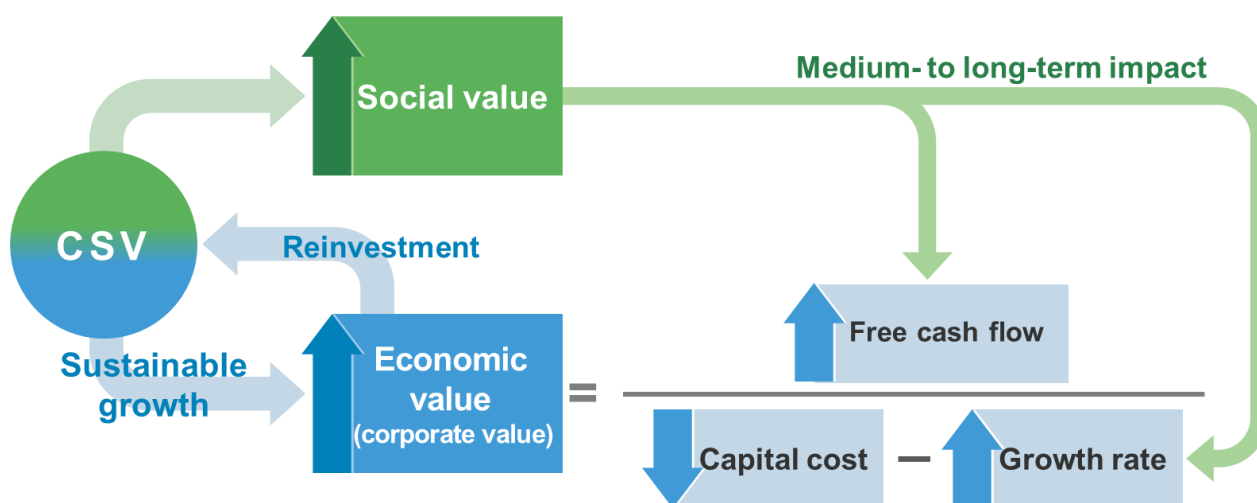 Social value
Medium- to long-term impact
CSV
Reinvestment
Sustainable
growth
Economic
value
(corporate value)
=
Free cash flow
Capital cost
—
Growth rate